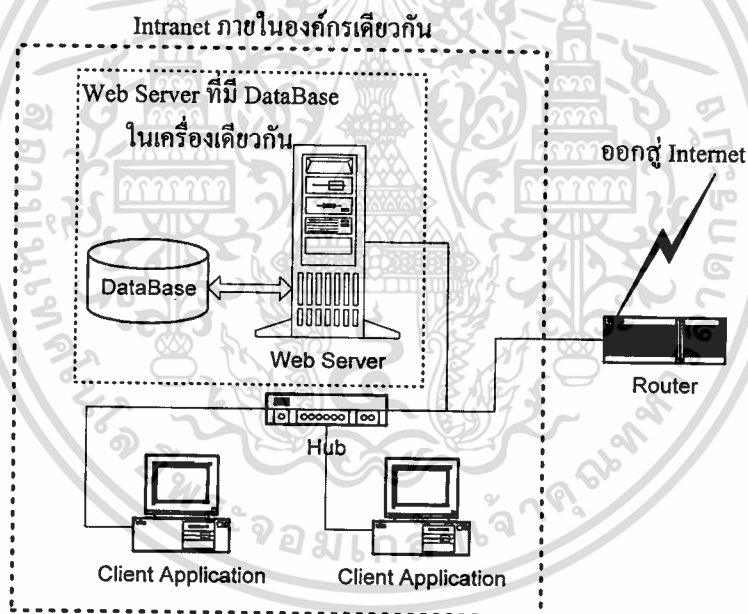 Intranet ภายในองค์กรเดียวกัน
Web Server ที่มี DataBase
ในเครื่องเดียวกัน
ออกสู่ Internet
DataBase
Web Server
Router
Hub
Client Application
Client Application